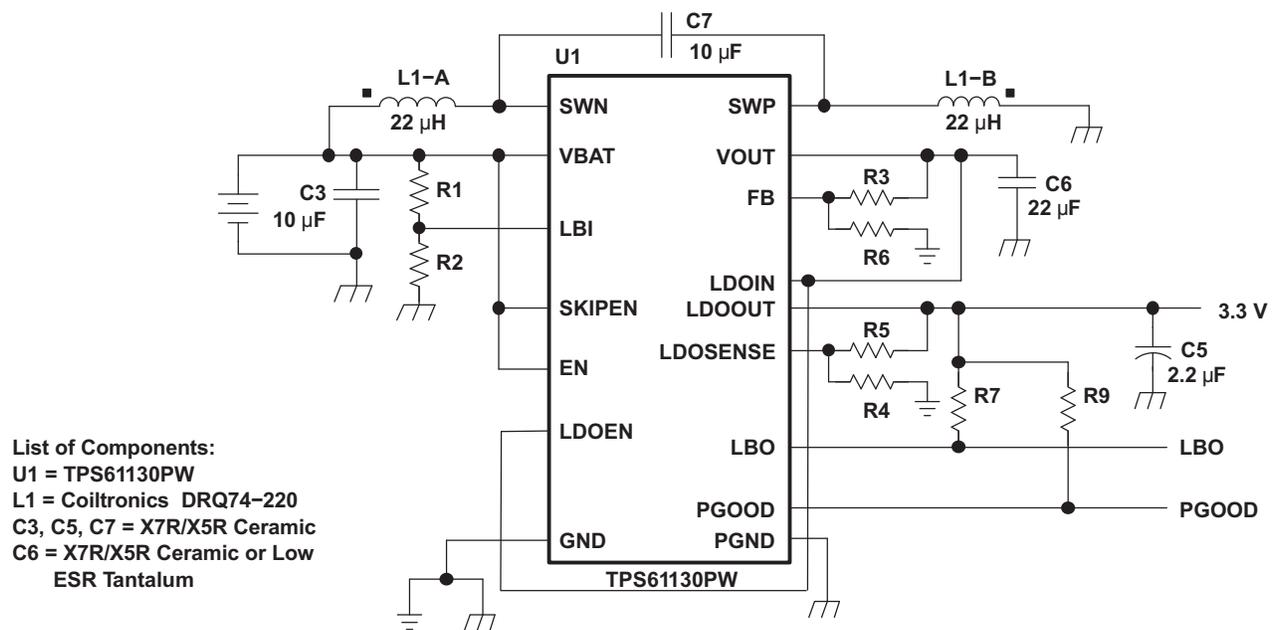 C7
10 µF
U1
L1−A
22 µH
L1−B
22 µH
SWN
SWP
VBAT
VOUT
C3
10 µF
R1
FB
R3
C6
22 µF
LBI
R6
R2
LDOIN
SKIPEN
LDOOUT
3.3 V
LDOSENSE
R5
C5
2.2 µF
EN
R4
R7
R9
LDOEN
LBO
LBO
PGOOD
PGOOD
GND
PGND
TPS61130PW
List of Components:
U1 = TPS61130PW
L1 = Coiltronics DRQ74−220
C3, C5, C7 = X7R/X5R Ceramic
C6 = X7R/X5R Ceramic or Low
ESR Tantalum